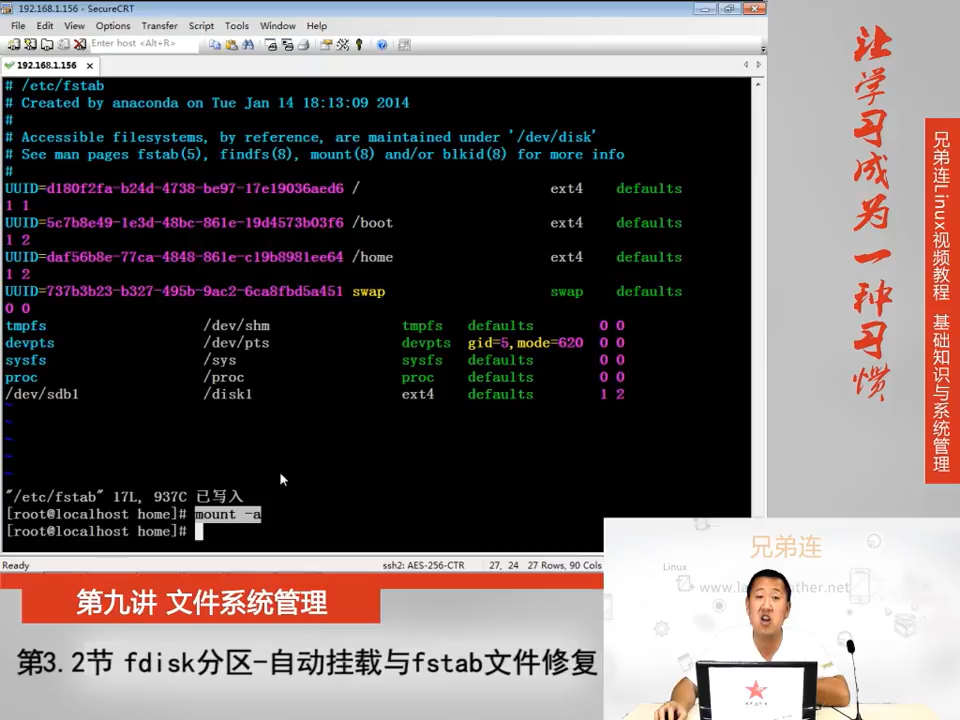 192.168.1.156 - SecureCRT
File Edit View Options Transfer Script Tools Window Help
Enter host <Alt+R>
192.168.1.156
# /etc/fstab
# Created by anaconda on Tue Jan 14 18:13:09 2014
#
# Accessible filesystems, by reference, are maintained under '/dev/disk'
# See man pages fstab(5), findfs(8), mount(8) and/or blkid(8) for more info
#
UUID=d180f2fa-b24d-4738-be97-17e19036aed6 / ext4 defaults
1 1
UUID=5c7b8e49-1e3d-48bc-861e-19d4573b03f6 /boot ext4 defaults
1 2
UUID=daf56b8e-77ca-4848-861e-c19b8981ee64 /home ext4 defaults
1 2
UUID=737b3b23-b327-495b-9ac2-6ca8fbd5a451 swap swap defaults
0 0
tmpfs /dev/shm tmpfs defaults 0 0
devpts /dev/pts devpts gid=5,mode=620 0 0
sysfs /sys sysfs defaults 0 0
proc /proc proc defaults 0 0
/dev/sdb1 /disk1 ext4 defaults 1 2
~
~
~
~
~
"/etc/fstab" 17L, 937C 已写入
[root@localhost home]# mount -a
[root@localhost home]#
Ready ssh2: AES-256-CTR 27, 24 27 Rows, 90 Cols
让学习成为一种习惯
兄弟连Linux视频教程 基础知识与系统管理
第九讲 文件系统管理
第3.2节 fdisk分区-自动挂载与fstab文件修复
兄弟连
Linux